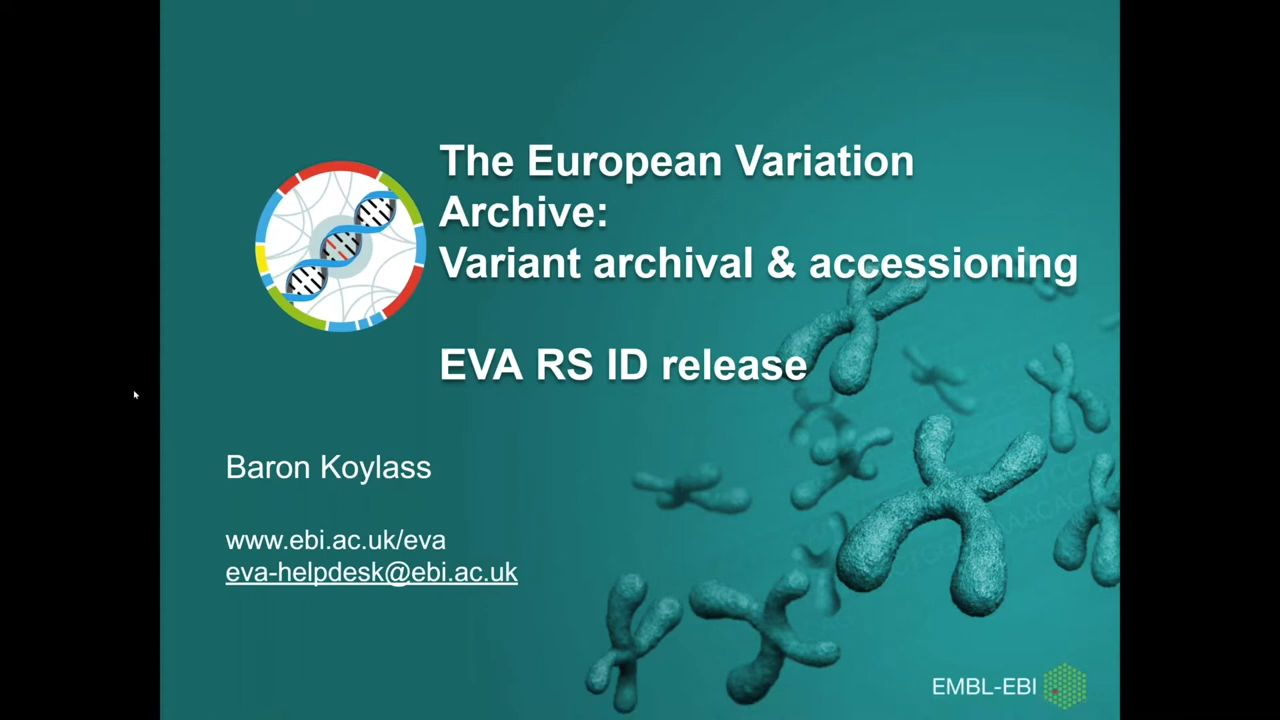 The European Variation
Archive:
Variant archival & accessioning
EVA RS ID release
Baron Koylass
www.ebi.ac.uk/eva
eva-helpdesk@ebi.ac.uk
EMBL-EBI